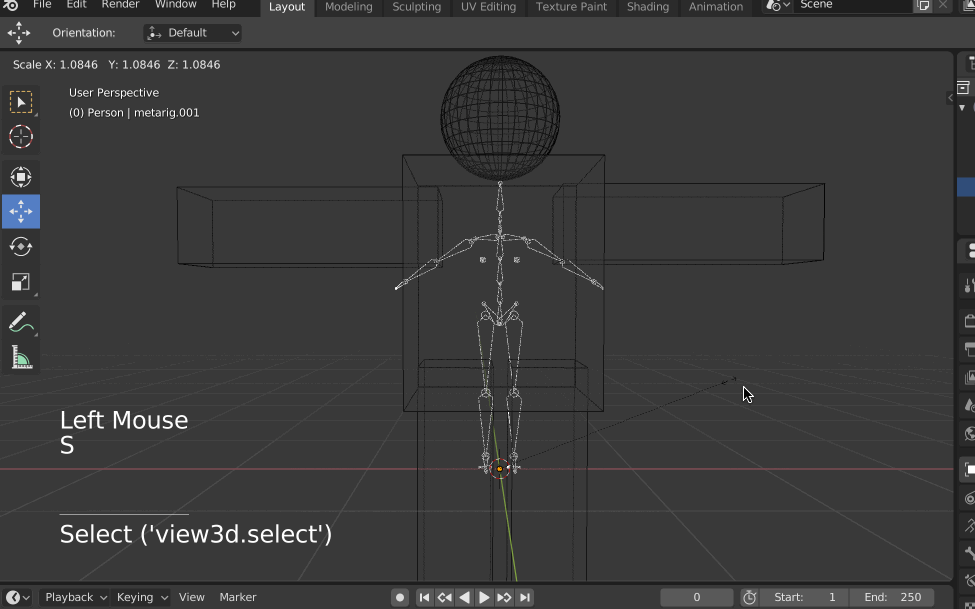 File Edit Render Window Help Layout Modeling Sculpting UV Editing Texture Paint Shading Animation Scene
Orientation: Default
Scale X: 1.0846 Y: 1.0846 Z: 1.0846
User Perspective
(0) Person | metarig.001
Left Mouse
S
Select ('view3d.select')
Playback Keying View Marker 0 Start: 1 End: 250